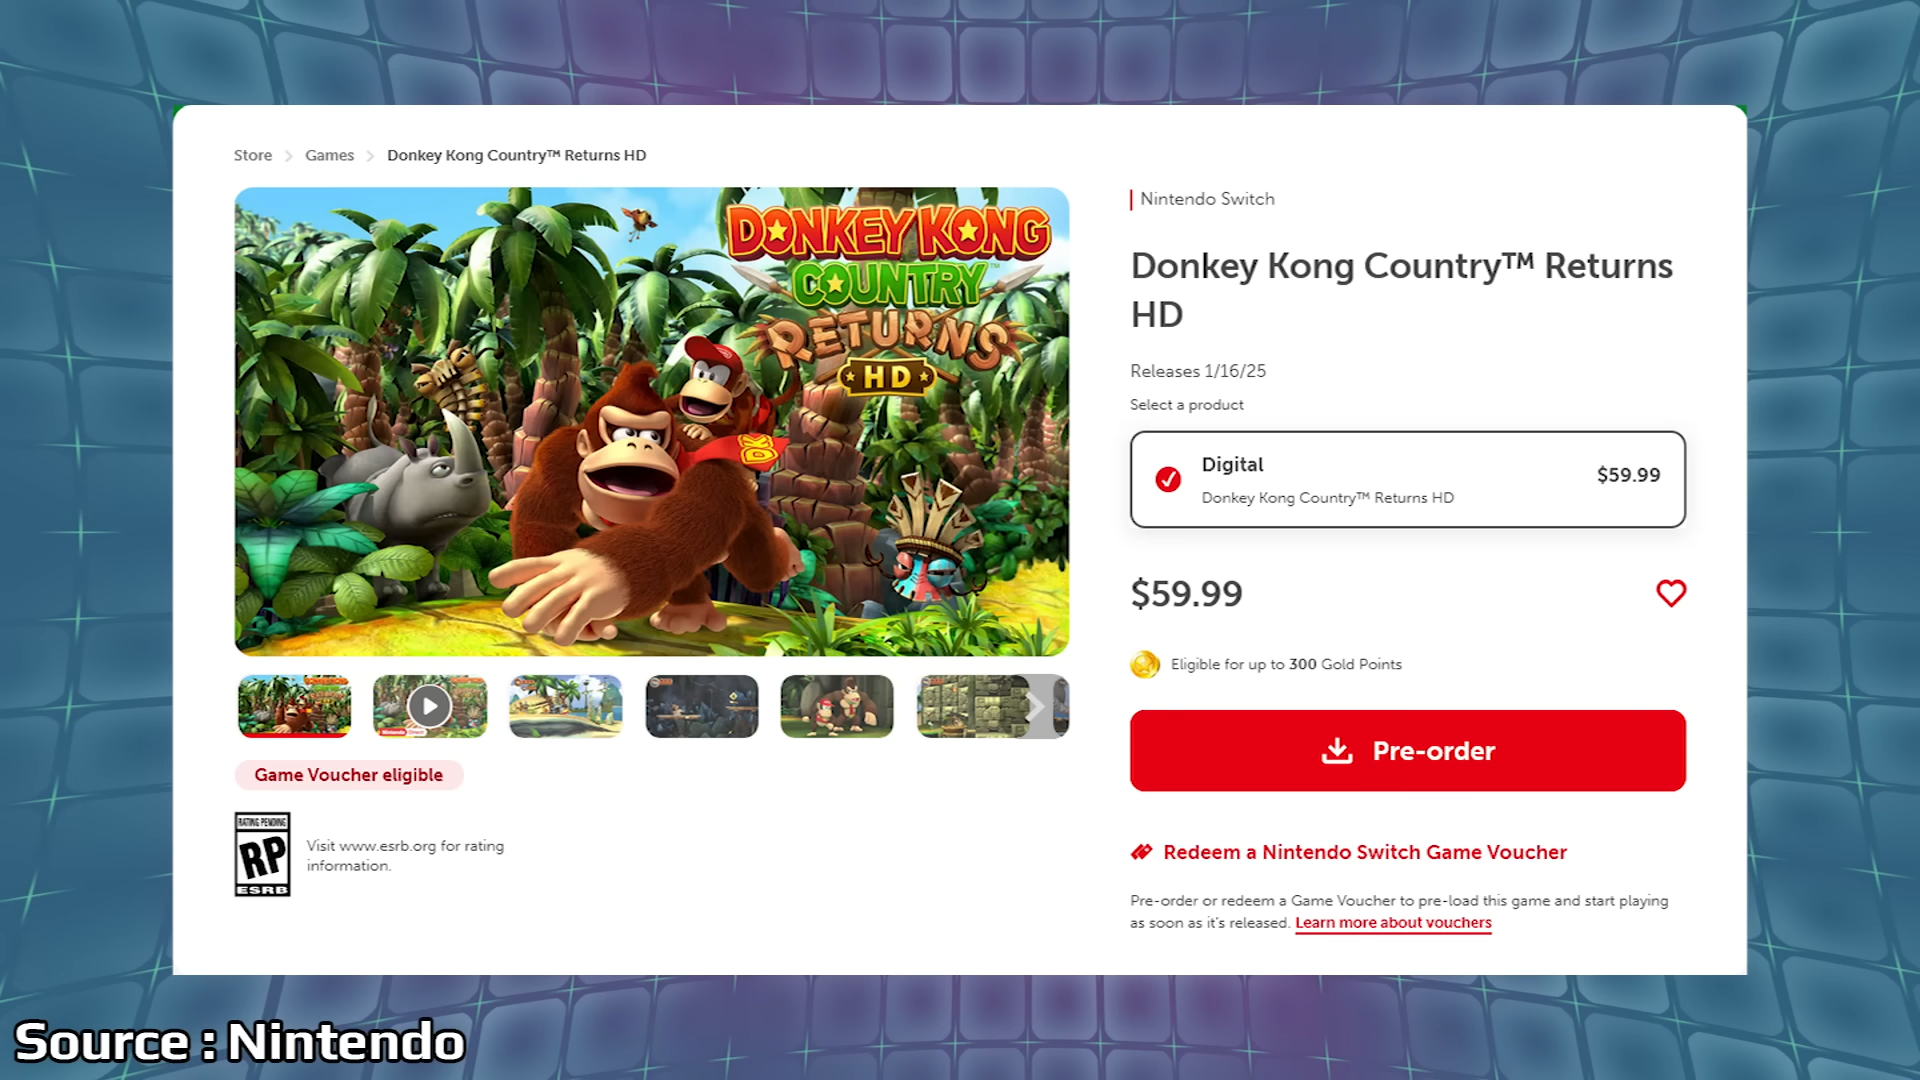 Store
Games
Donkey Kong Country™ Returns HD
DONKEY KONG
COUNTRY™
RETURNS
HD
DK
Game Voucher eligible
RATING PENDING
RP
ESRB
Visit www.esrb.org for rating
information.
Nintendo Switch
Donkey Kong Country™ Returns
HD
Releases 1/16/25
Select a product
Digital
$59.99
Donkey Kong Country™ Returns HD
$59.99
Eligible for up to 300 Gold Points
Pre-order
Redeem a Nintendo Switch Game Voucher
Pre-order or redeem a Game Voucher to pre-load this game and start playing
as soon as it's released. Learn more about vouchers
Source : Nintendo